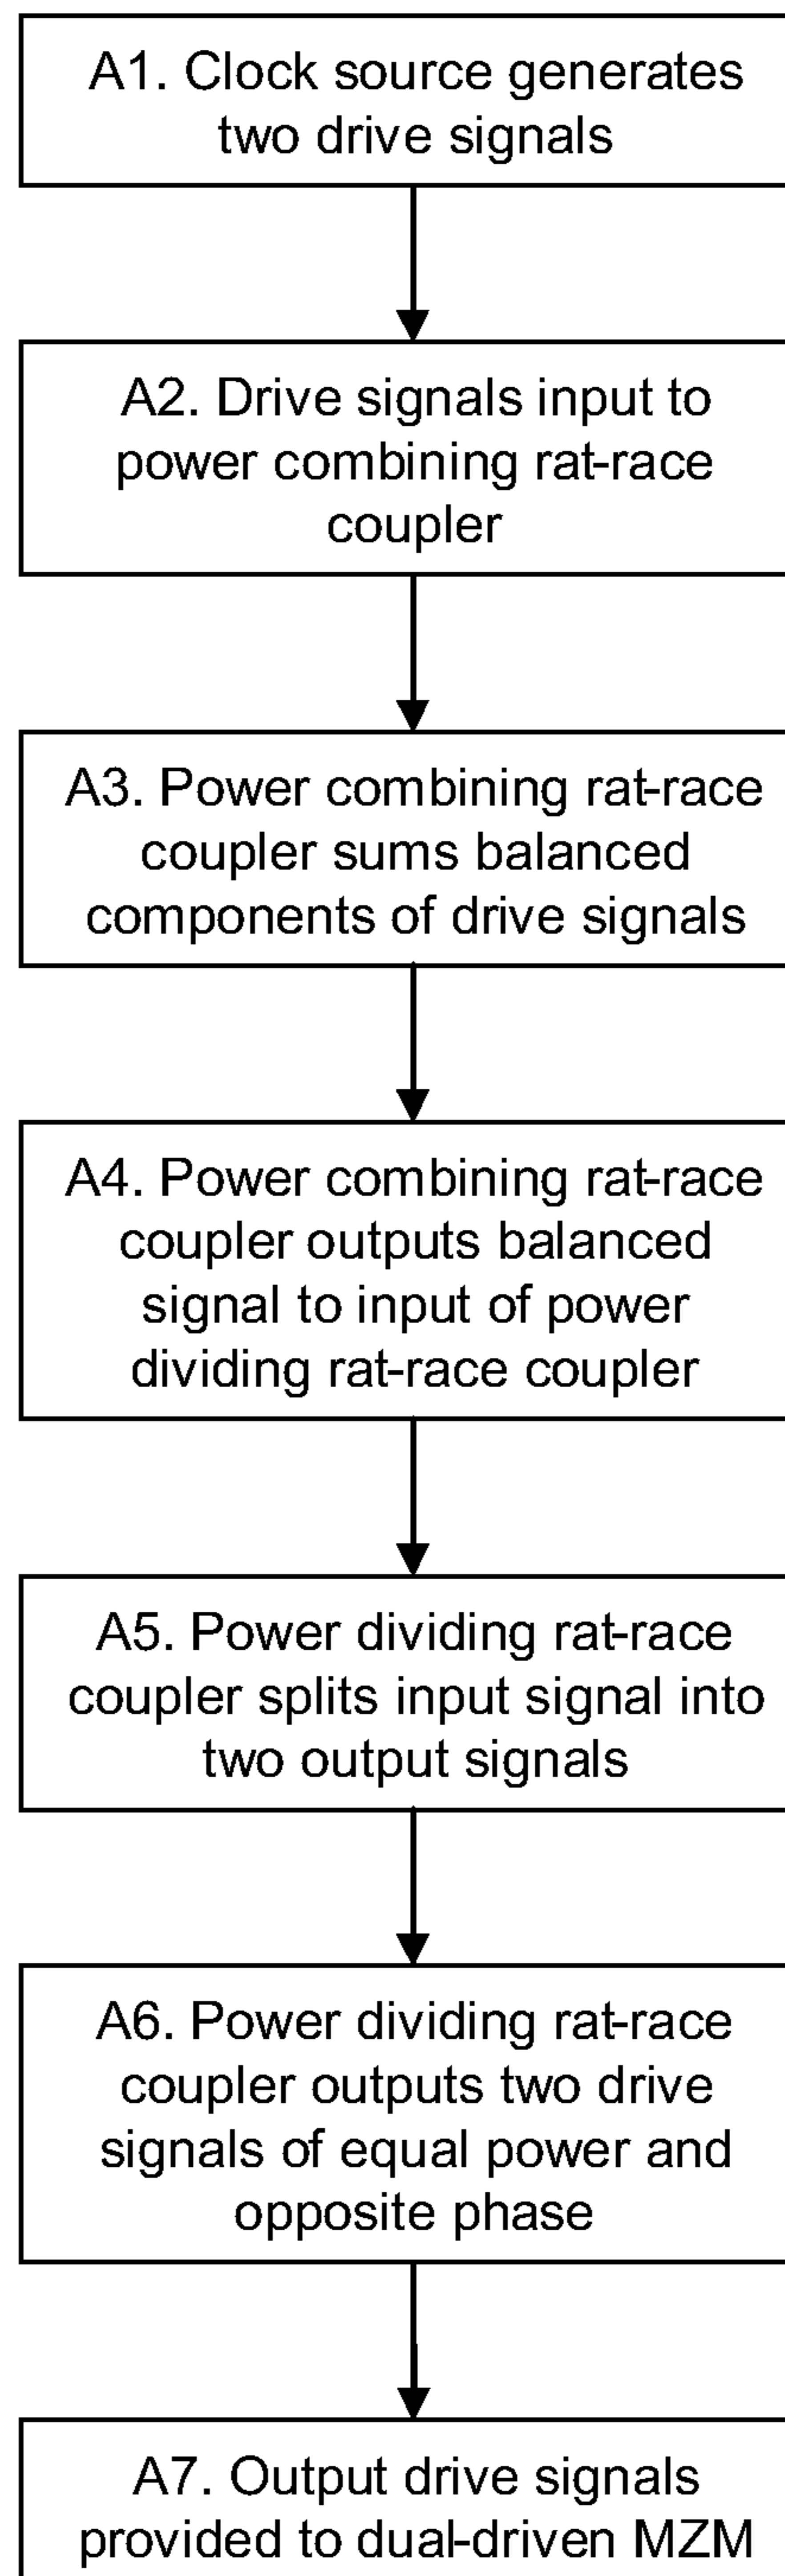 A1. Clock source generates
two drive signals
A2. Drive signals input to
power combining rat-race
coupler
A3. Power combining rat-race
coupler sums balanced
components of drive signals
A4. Power combining rat-race
coupler outputs balanced
signal to input of power
dividing rat-race coupler
A5. Power dividing rat-race
coupler splits input signal into
two output signals
A6. Power dividing rat-race
coupler outputs two drive
signals of equal power and
opposite phase
A7. Output drive signals
provided to dual-driven MZM